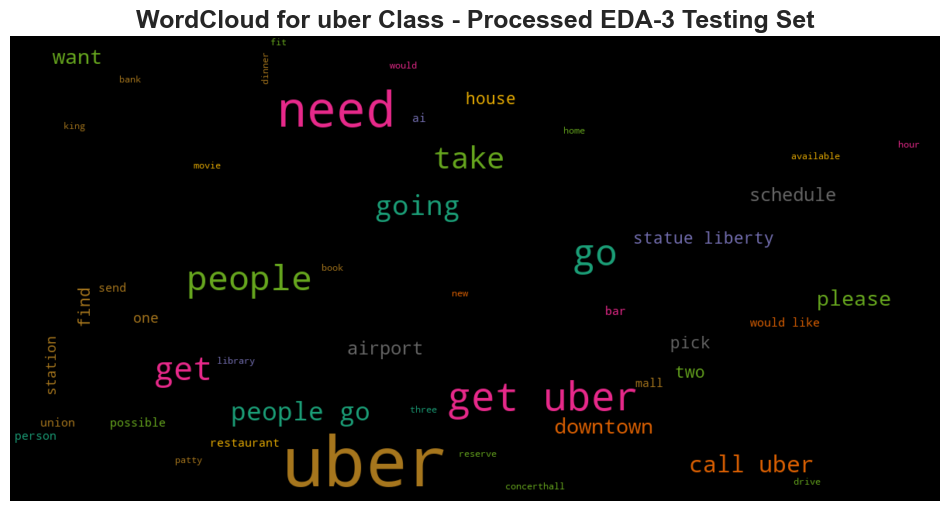 WordCloud for uber Class - Processed EDA-3 Testing Set
fit
want
dinner
would
bank
house
need
ai
king
home
hour
take
available
movie
schedule
going
statue liberty
go
people
book
send
new
please
find
one
bar
would like
pick
airport
library
station
get
two
mall
get uber
three
people go
union
possible
downtown
person
restaurant
reserve
patty
uber
call uber
drive
concerthall